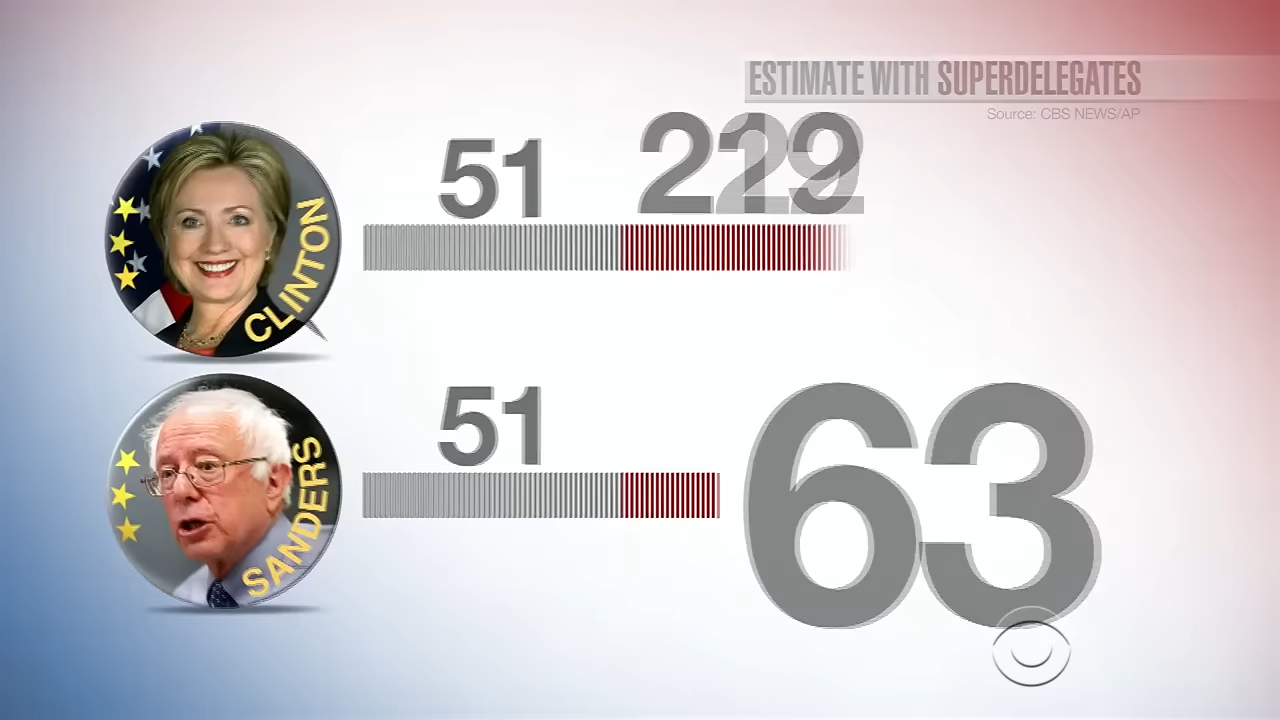 ESTIMATE WITH SUPERDELEGATES
Source: CBS NEWS/AP
51
CLINTON
51
63
SANDERS